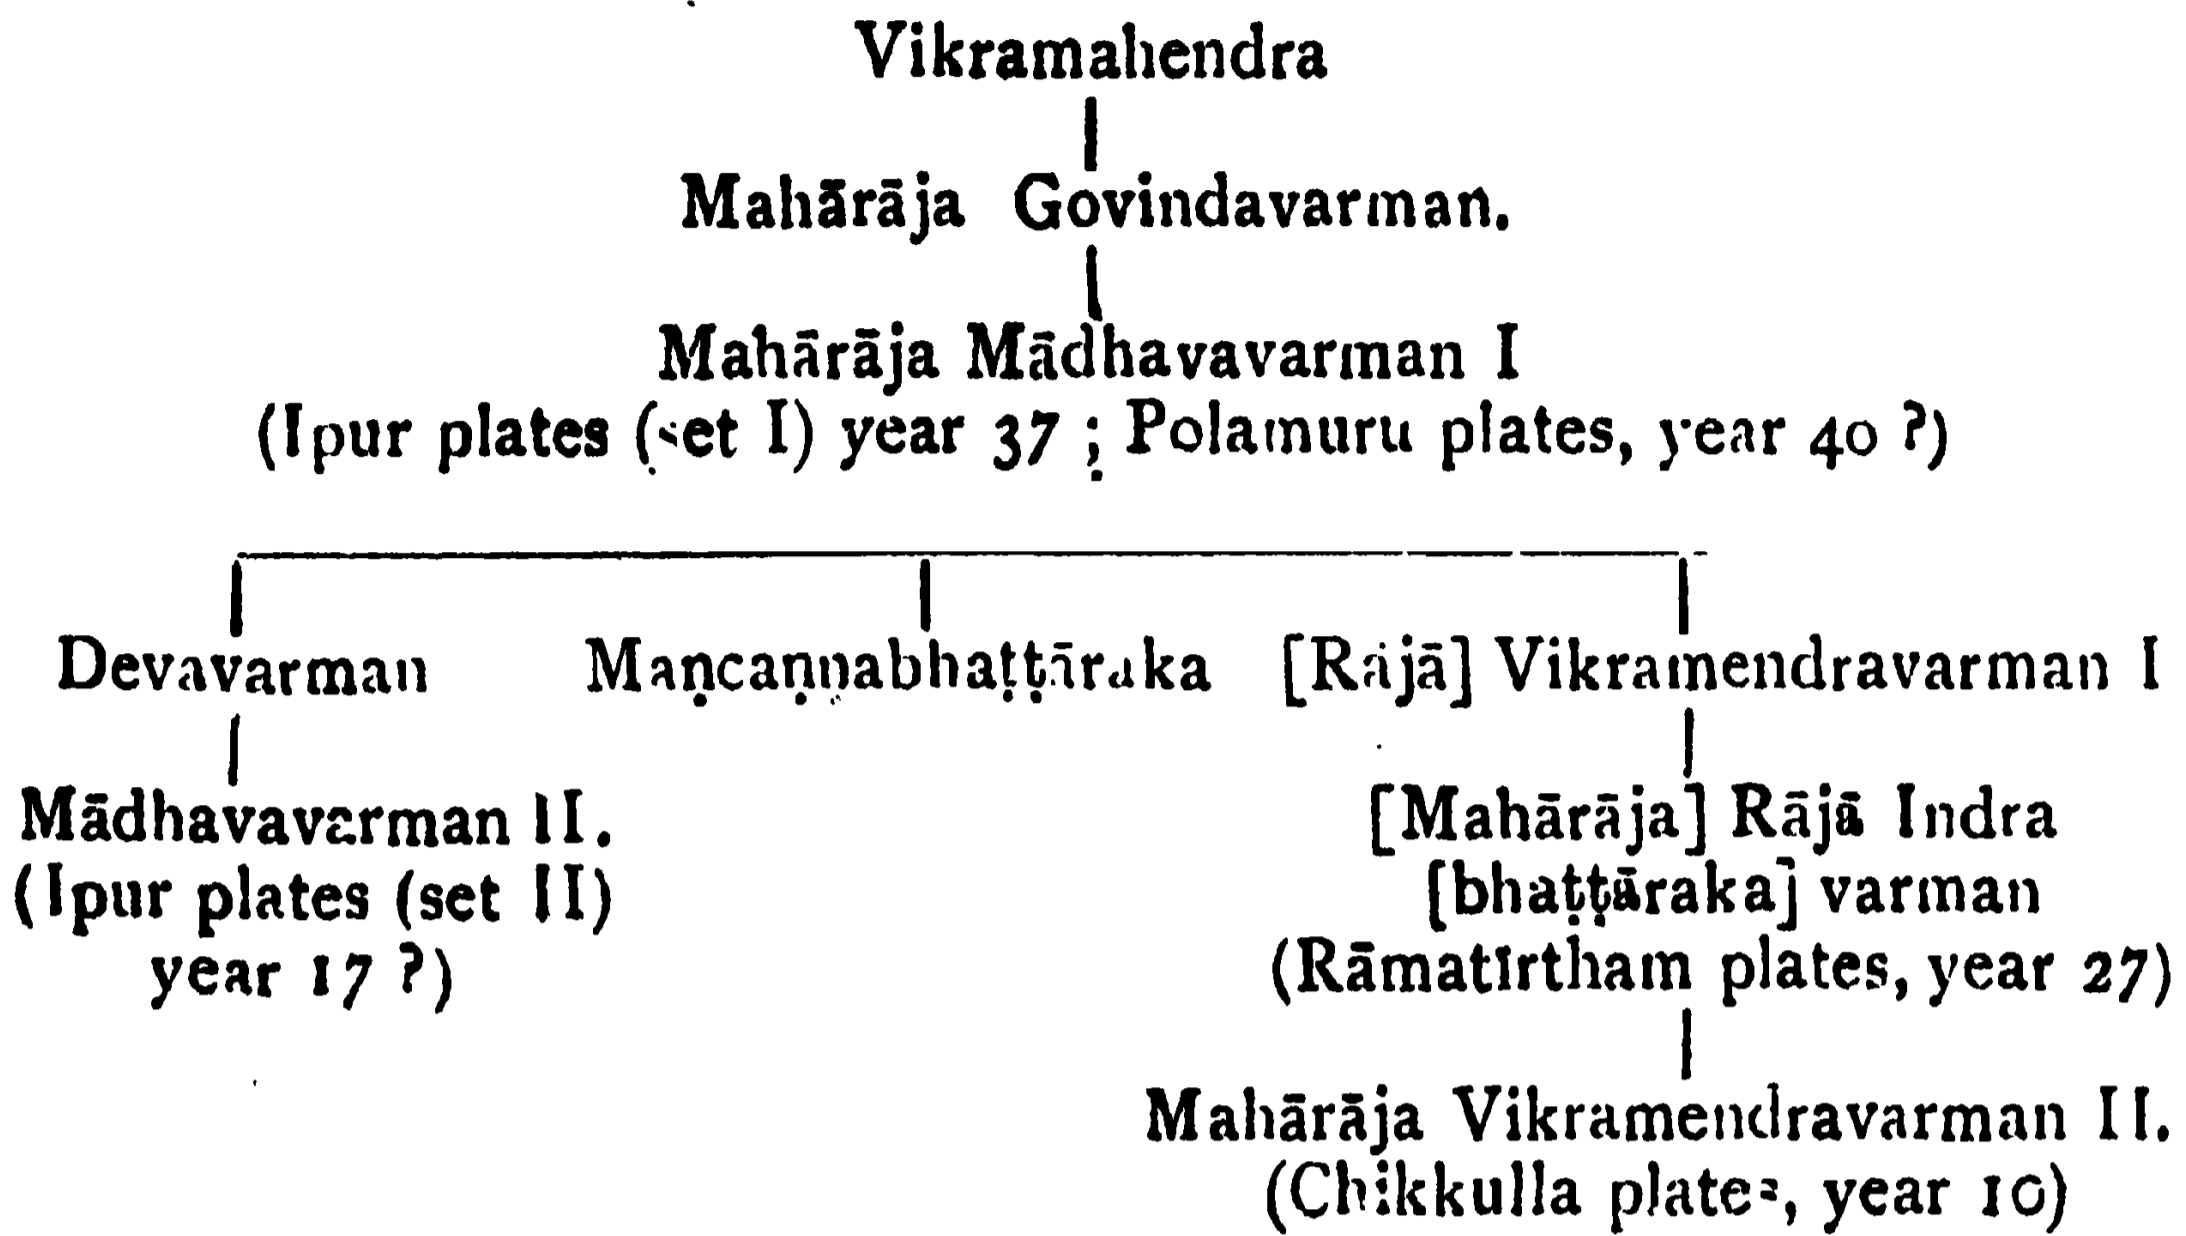 Vikramahendra
Mahārāja Govindavarman.
Mahārāja Mādhavavarman I
(Ipur plates (set I) year 37 ; Polamuru plates, year 40 ?)
Devavarman Maṇcaṇṇabhaṭṭāraka [Rājā] Vikramendravarman I
Mādhavavarman II. [Mahārāja] Rājā Indra
(Ipur plates (set II) [bhaṭṭāraka] varman
year 17 ?) (Rāmatīrtham plates, year 27)
Mahārāja Vikramendravarman II.
(Chikkulla plates, year 10)